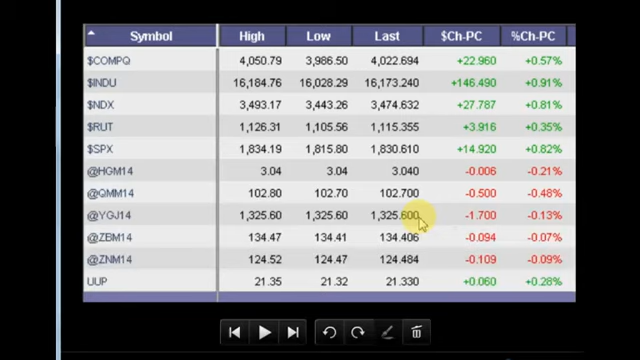 Symbol High Low Last $Ch-PC %Ch-PC
$COMPQ 4,050.79 3,986.50 4,022.694 +22.960 +0.57%
$INDU 16,184.76 16,028.29 16,173.240 +146.490 +0.91%
$NDX 3,493.17 3,443.26 3,474.632 +27.787 +0.81%
$RUT 1,126.31 1,105.56 1,115.355 +3.916 +0.35%
$SPX 1,834.19 1,815.80 1,830.610 +14.920 +0.82%
@HGM14 3.04 3.04 3.040 -0.006 -0.21%
@QMM14 102.80 102.70 102.700 -0.500 -0.48%
@YGJ14 1,325.60 1,325.60 1,325.600 -1.700 -0.13%
@ZBM14 134.47 134.41 134.406 -0.094 -0.07%
@ZNM14 124.52 124.47 124.484 -0.109 -0.09%
UUP 21.35 21.32 21.330 +0.060 +0.28%